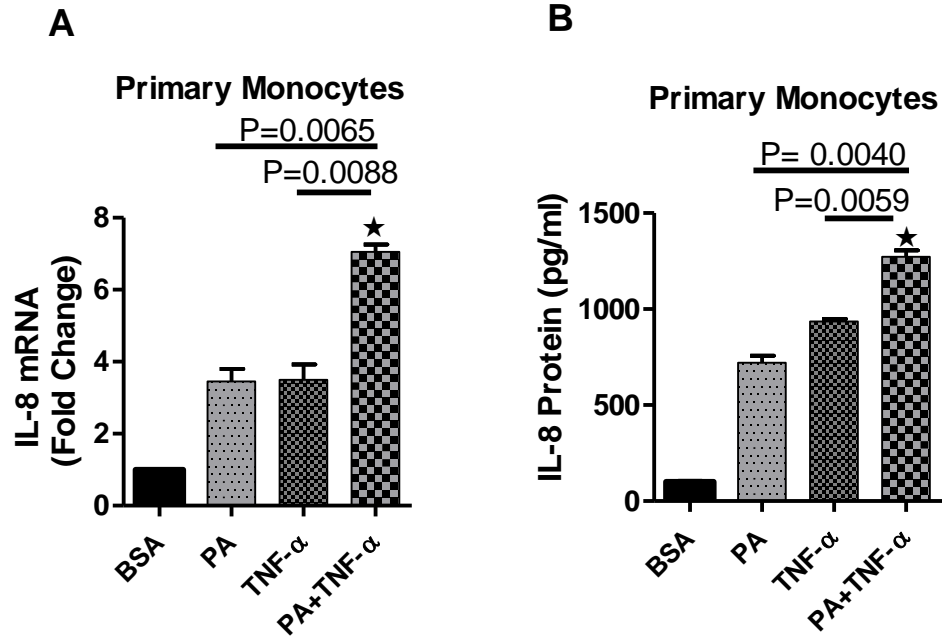 A
Primary Monocytes
P=0.0065
P=0.0088
IL-8 mRNA
(Fold Change)
8
6
4
2
0
BSA
PA
TNF-α
PA+TNF-α
B
Primary Monocytes
P= 0.0040
P=0.0059
IL-8 Protein (pg/ml)
1500
1000
500
0
BSA
PA
TNF-α
PA+TNF-α